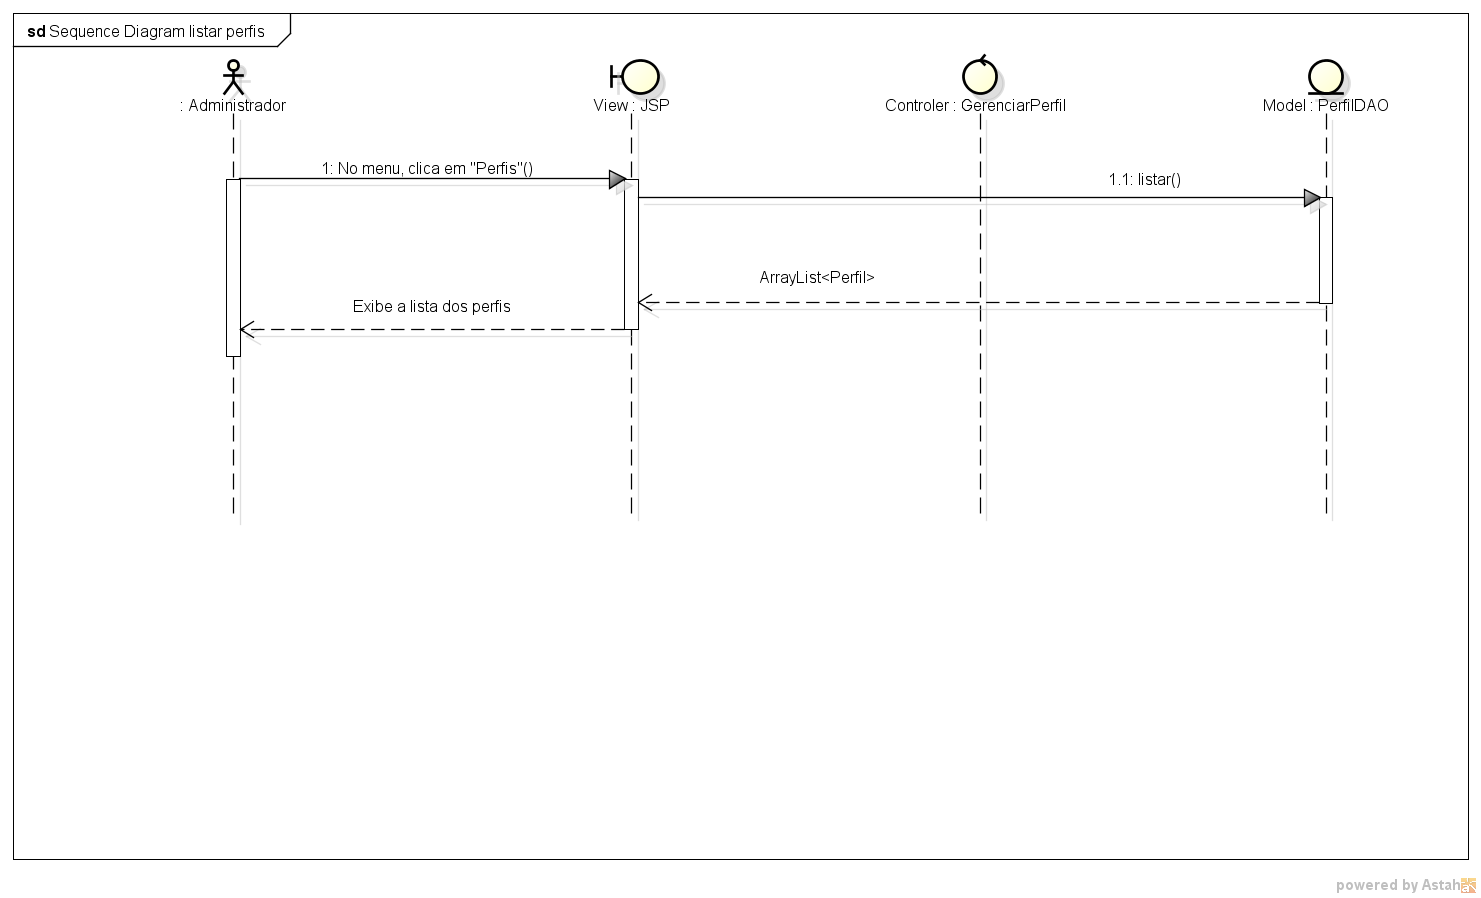 sd Sequence Diagram listar perfis
: Administrador
View : JSP
Controler : GerenciarPerfil
Model : PerfilDAO
1: No menu, clica em "Perfis"()
1.1: listar()
ArrayList<Perfil>
Exibe a lista dos perfis
powered by Astah